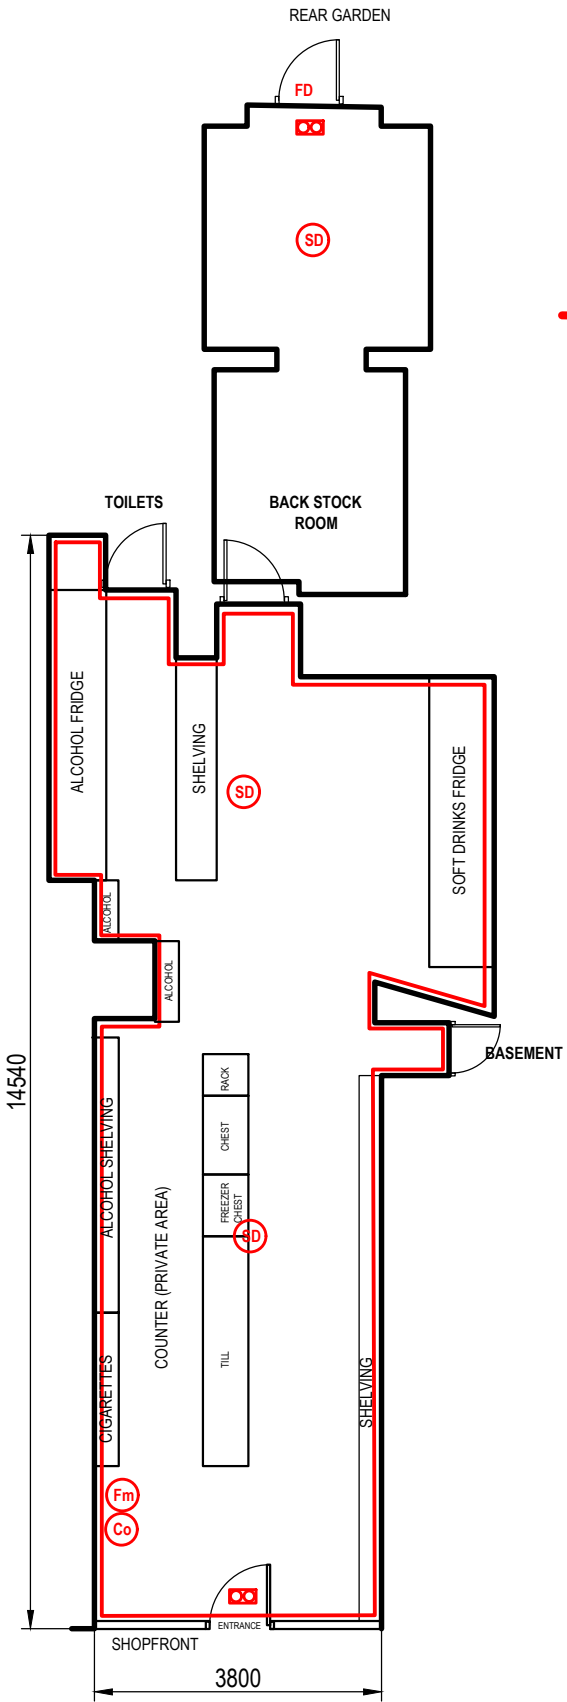 REAR GARDEN
FD
SD
TOILETS
BACK STOCK
ROOM
ALCOHOL FRIDGE
SHELVING
SOFT DRINKS FRIDGE
SD
ALCOHOL
ALCOHOL
BASEMENT
14540
RACK
ALCOHOL SHELVING
CHEST
COUNTER (PRIVATE AREA)
FREEZER
CHEST
SD
TILL
CIGARETTES
SHELVING
Fm
Co
ENTRANCE
SHOPFRONT
3800